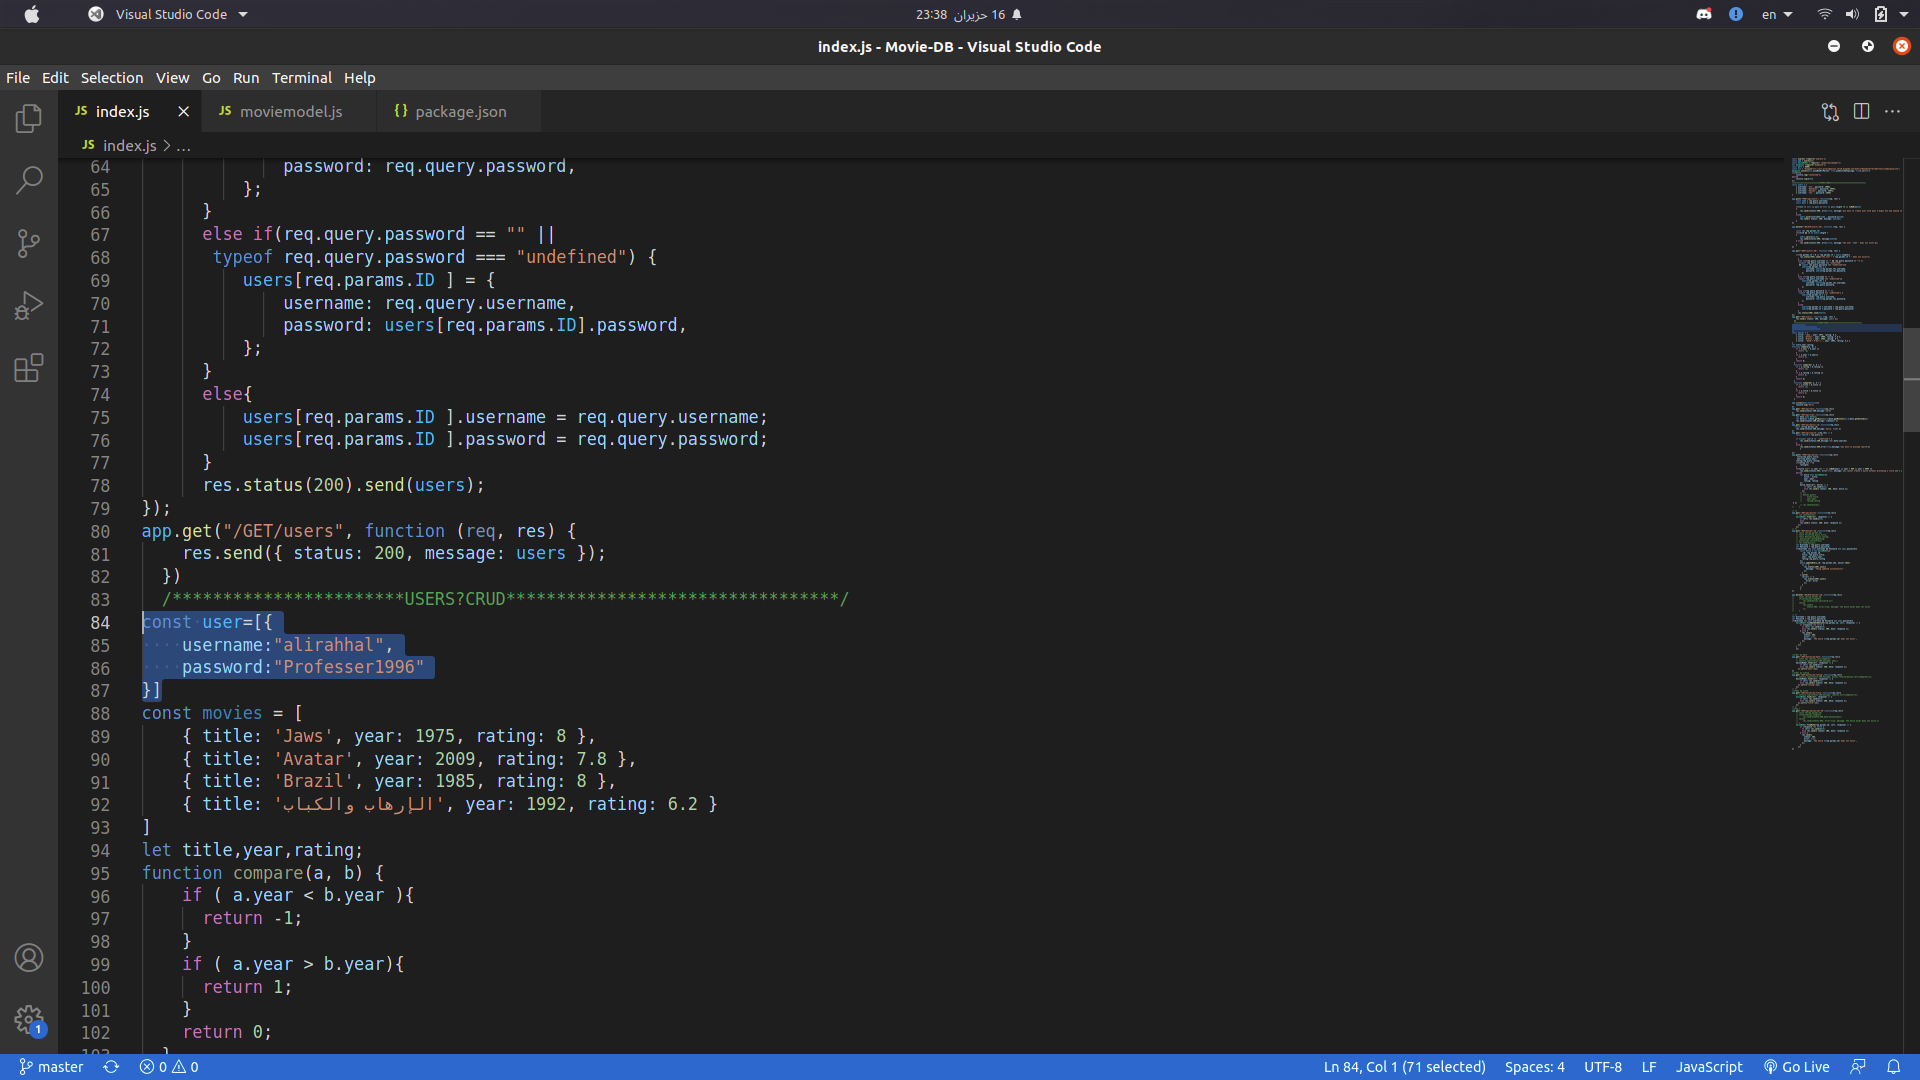 Visual Studio Code
23:38 16 حزيران
en
index.js - Movie-DB - Visual Studio Code
File Edit Selection View Go Run Terminal Help
JS index.js
JS moviemodel.js
{} package.json
JS index.js > ...
64 password: req.query.password,
65 };
66 }
67 else if(req.query.password == "" ||
68 typeof req.query.password === "undefined") {
69 users[req.params.ID ] = {
70 username: req.query.username,
71 password: users[req.params.ID].password,
72 };
73 }
74 else{
75 users[req.params.ID ].username = req.query.username;
76 users[req.params.ID ].password = req.query.password;
77 }
78 res.status(200).send(users);
79 });
80 app.get("/GET/users", function (req, res) {
81 res.send({ status: 200, message: users });
82 })
83 /***********************USERS?CRUD*********************************/
84 const user=[{
85 username:"alirahhal",
86 password:"Professer1996"
87 }]
88 const movies = [
89 { title: 'Jaws', year: 1975, rating: 8 },
90 { title: 'Avatar', year: 2009, rating: 7.8 },
91 { title: 'Brazil', year: 1985, rating: 8 },
92 { title: 'الإرهاب والكباب', year: 1992, rating: 6.2 }
93 ]
94 let title,year,rating;
95 function compare(a, b) {
96 if ( a.year < b.year ){
97 return -1;
98 }
99 if ( a.year > b.year){
100 return 1;
101 }
102 return 0;
103 }
1
master
0 0
Ln 84, Col 1 (71 selected)
Spaces: 4
UTF-8
LF
JavaScript
Go Live